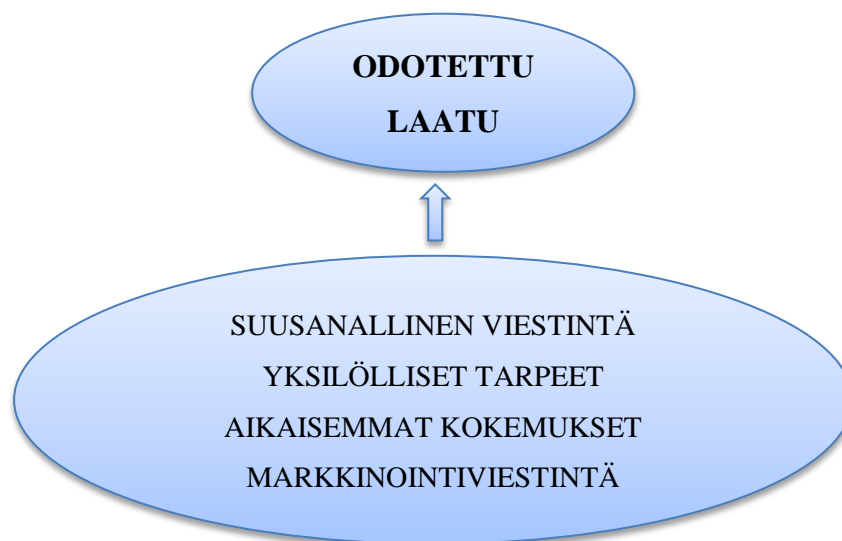 ODOTETTU
LAATU
SUUSANALLINEN VIESTINTÄ
YKSILÖLLISET TARPEET
AIKAISEMMAT KOKEMUKSET
MARKKINOINTIVIESTINTÄ